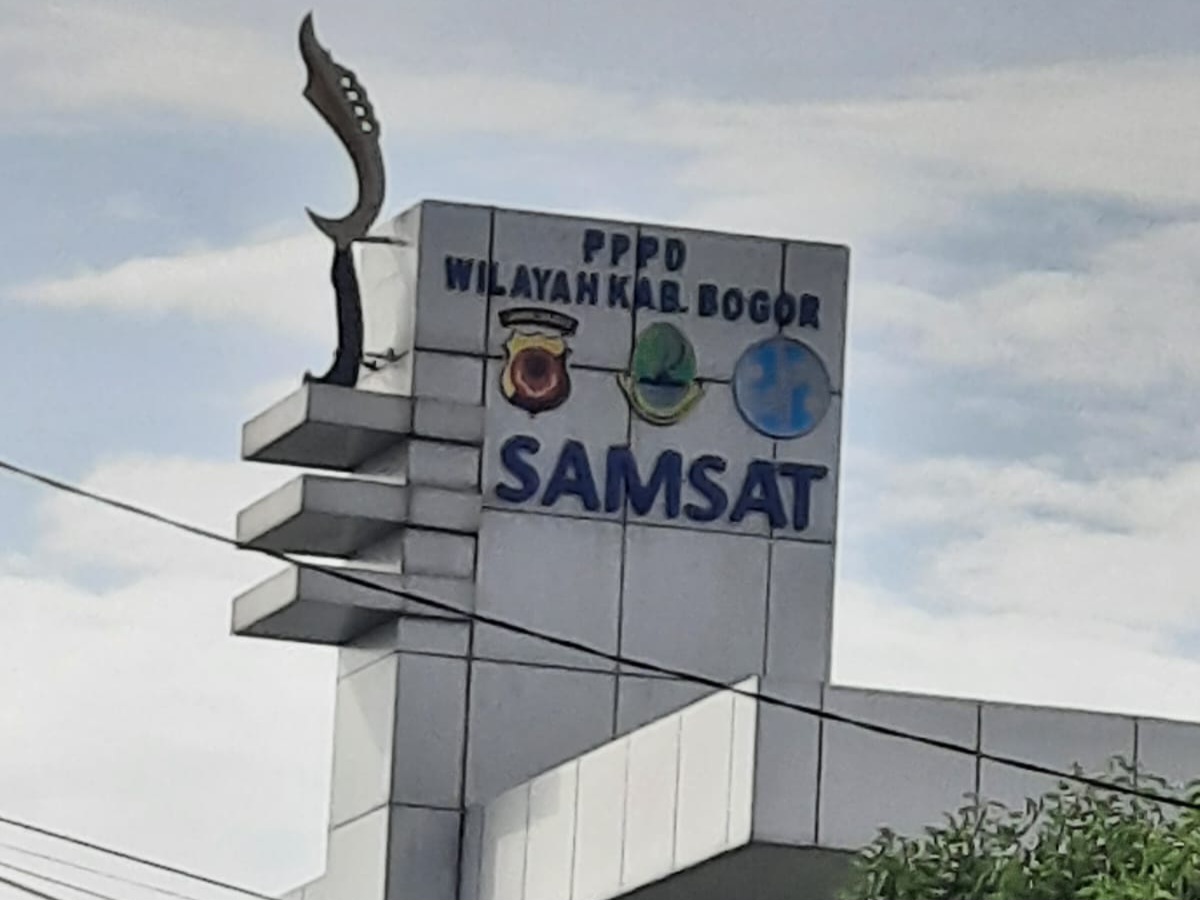 PPPD
WILAYAH KAB. BOGOR
SAMSAT